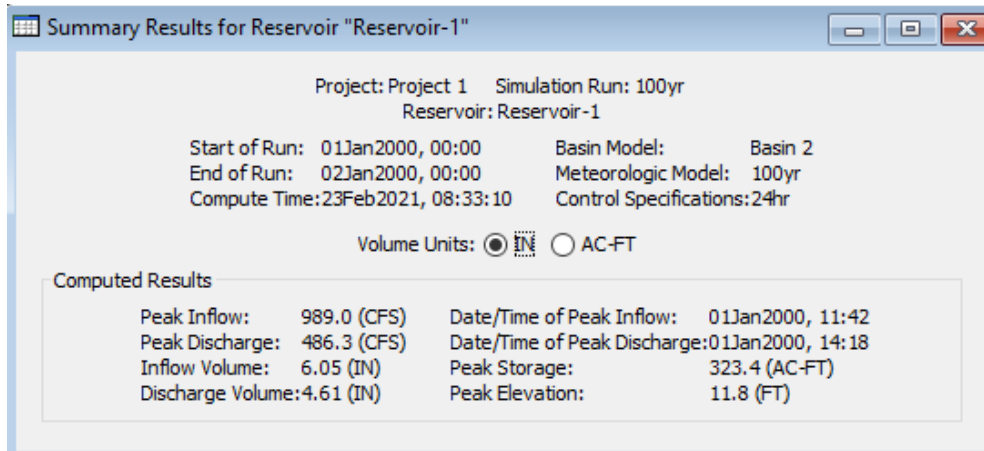 Summary Results for Reservoir "Reservoir-1"
Project: Project 1 Simulation Run: 100yr
Reservoir: Reservoir-1
Start of Run: 01Jan2000, 00:00 Basin Model: Basin 2
End of Run: 02Jan2000, 00:00 Meteorologic Model: 100yr
Compute Time:23Feb2021, 08:33:10 Control Specifications:24hr
Volume Units: IN AC-FT
Computed Results
Peak Inflow: 989.0 (CFS) Date/Time of Peak Inflow: 01Jan2000, 11:42
Peak Discharge: 486.3 (CFS) Date/Time of Peak Discharge:01Jan2000, 14:18
Inflow Volume: 6.05 (IN) Peak Storage: 323.4 (AC-FT)
Discharge Volume:4.61 (IN) Peak Elevation: 11.8 (FT)